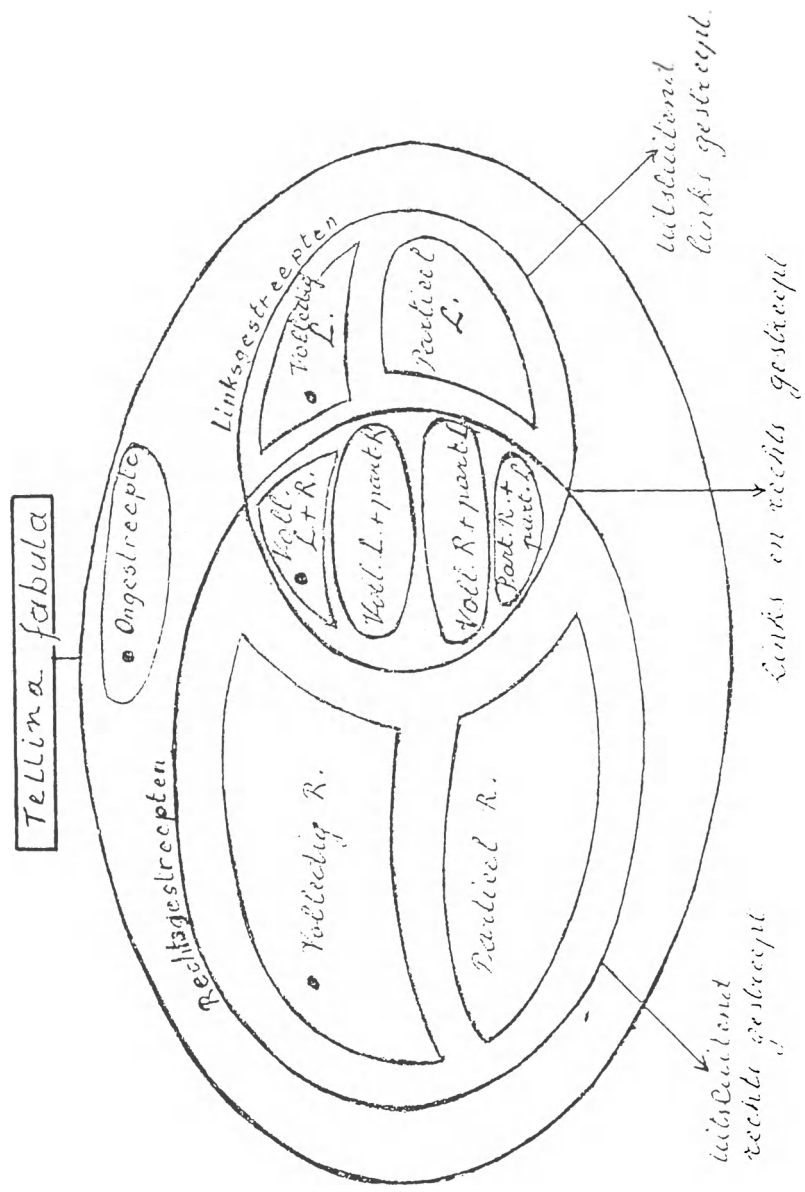 Tellina fabula
Ongestreepte
Rechtsgestreepten
Linksgestreepten
Volledig R.
Partieel R.
Voll.
L + R.
Voll. L. + part. R
Voll. R + part. L
Part. R. +
part. L
Volledig
L.
Partieel
L.
uitsluitend
rechts gestreept
Links en rechts gestreept
uitsluitend
links gestreept.